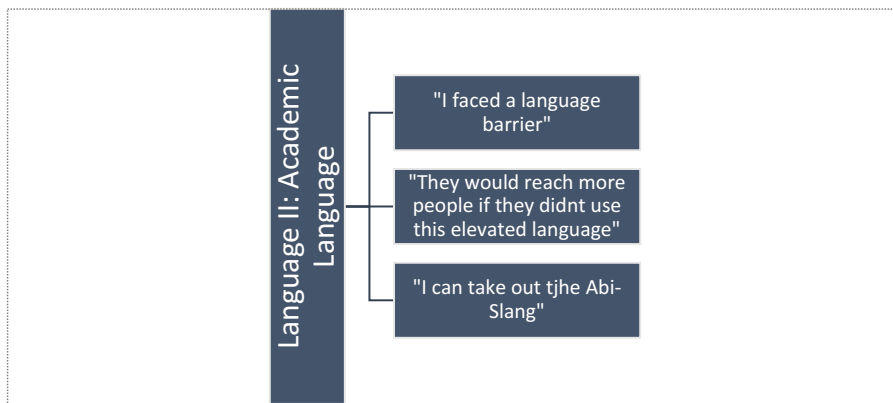 Language II: Academic
Language
"I faced a language
barrier"
"They would reach more
people if they didnt use
this elevated language"
"I can take out tjhe Abi-
Slang"